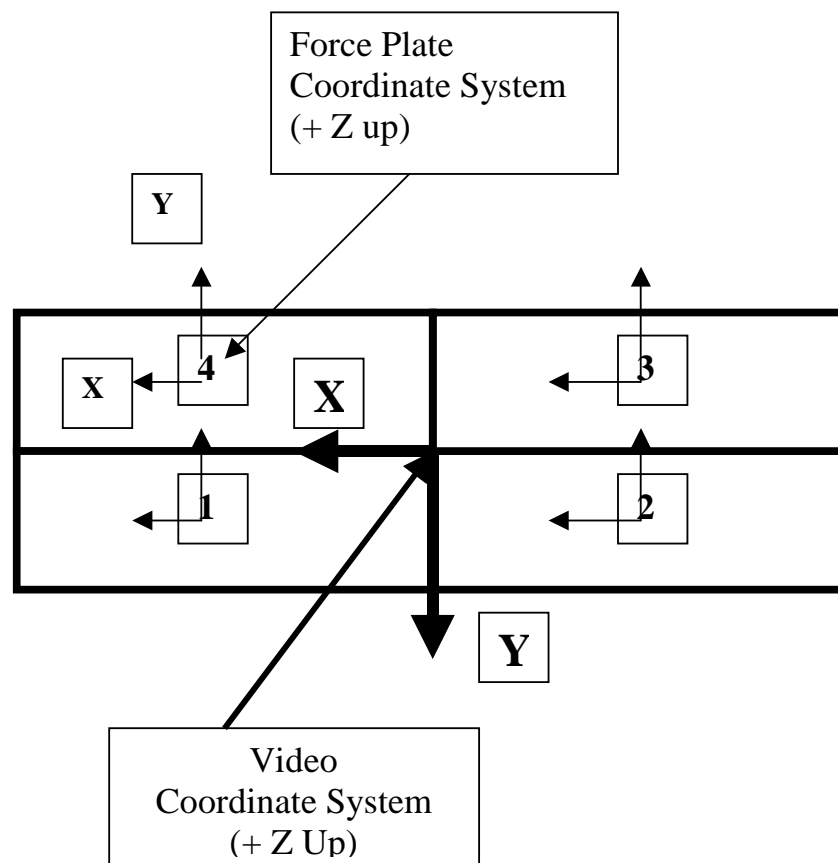 Force Plate
Coordinate System
(+ Z up)
Y
4
3
X
X
1
2
Y
Video
Coordinate System
(+ Z Up)